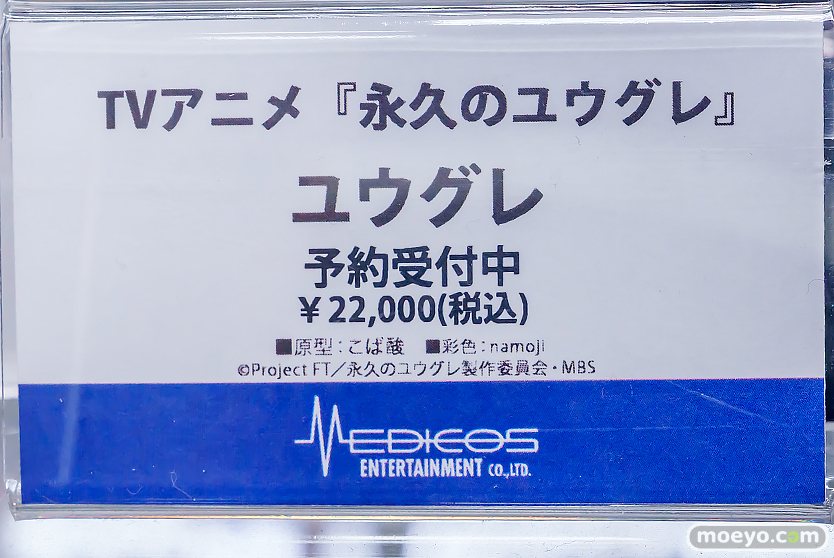 TVアニメ『永久のユウグレ』
ユウグレ
予約受付中
￥22,000(税込)
■原型：こば酸　■彩色：namoji
©Project FT／永久のユウグレ製作委員会・MBS
MEDICOS
ENTERTAINMENT CO.,LTD.
moeyo.com